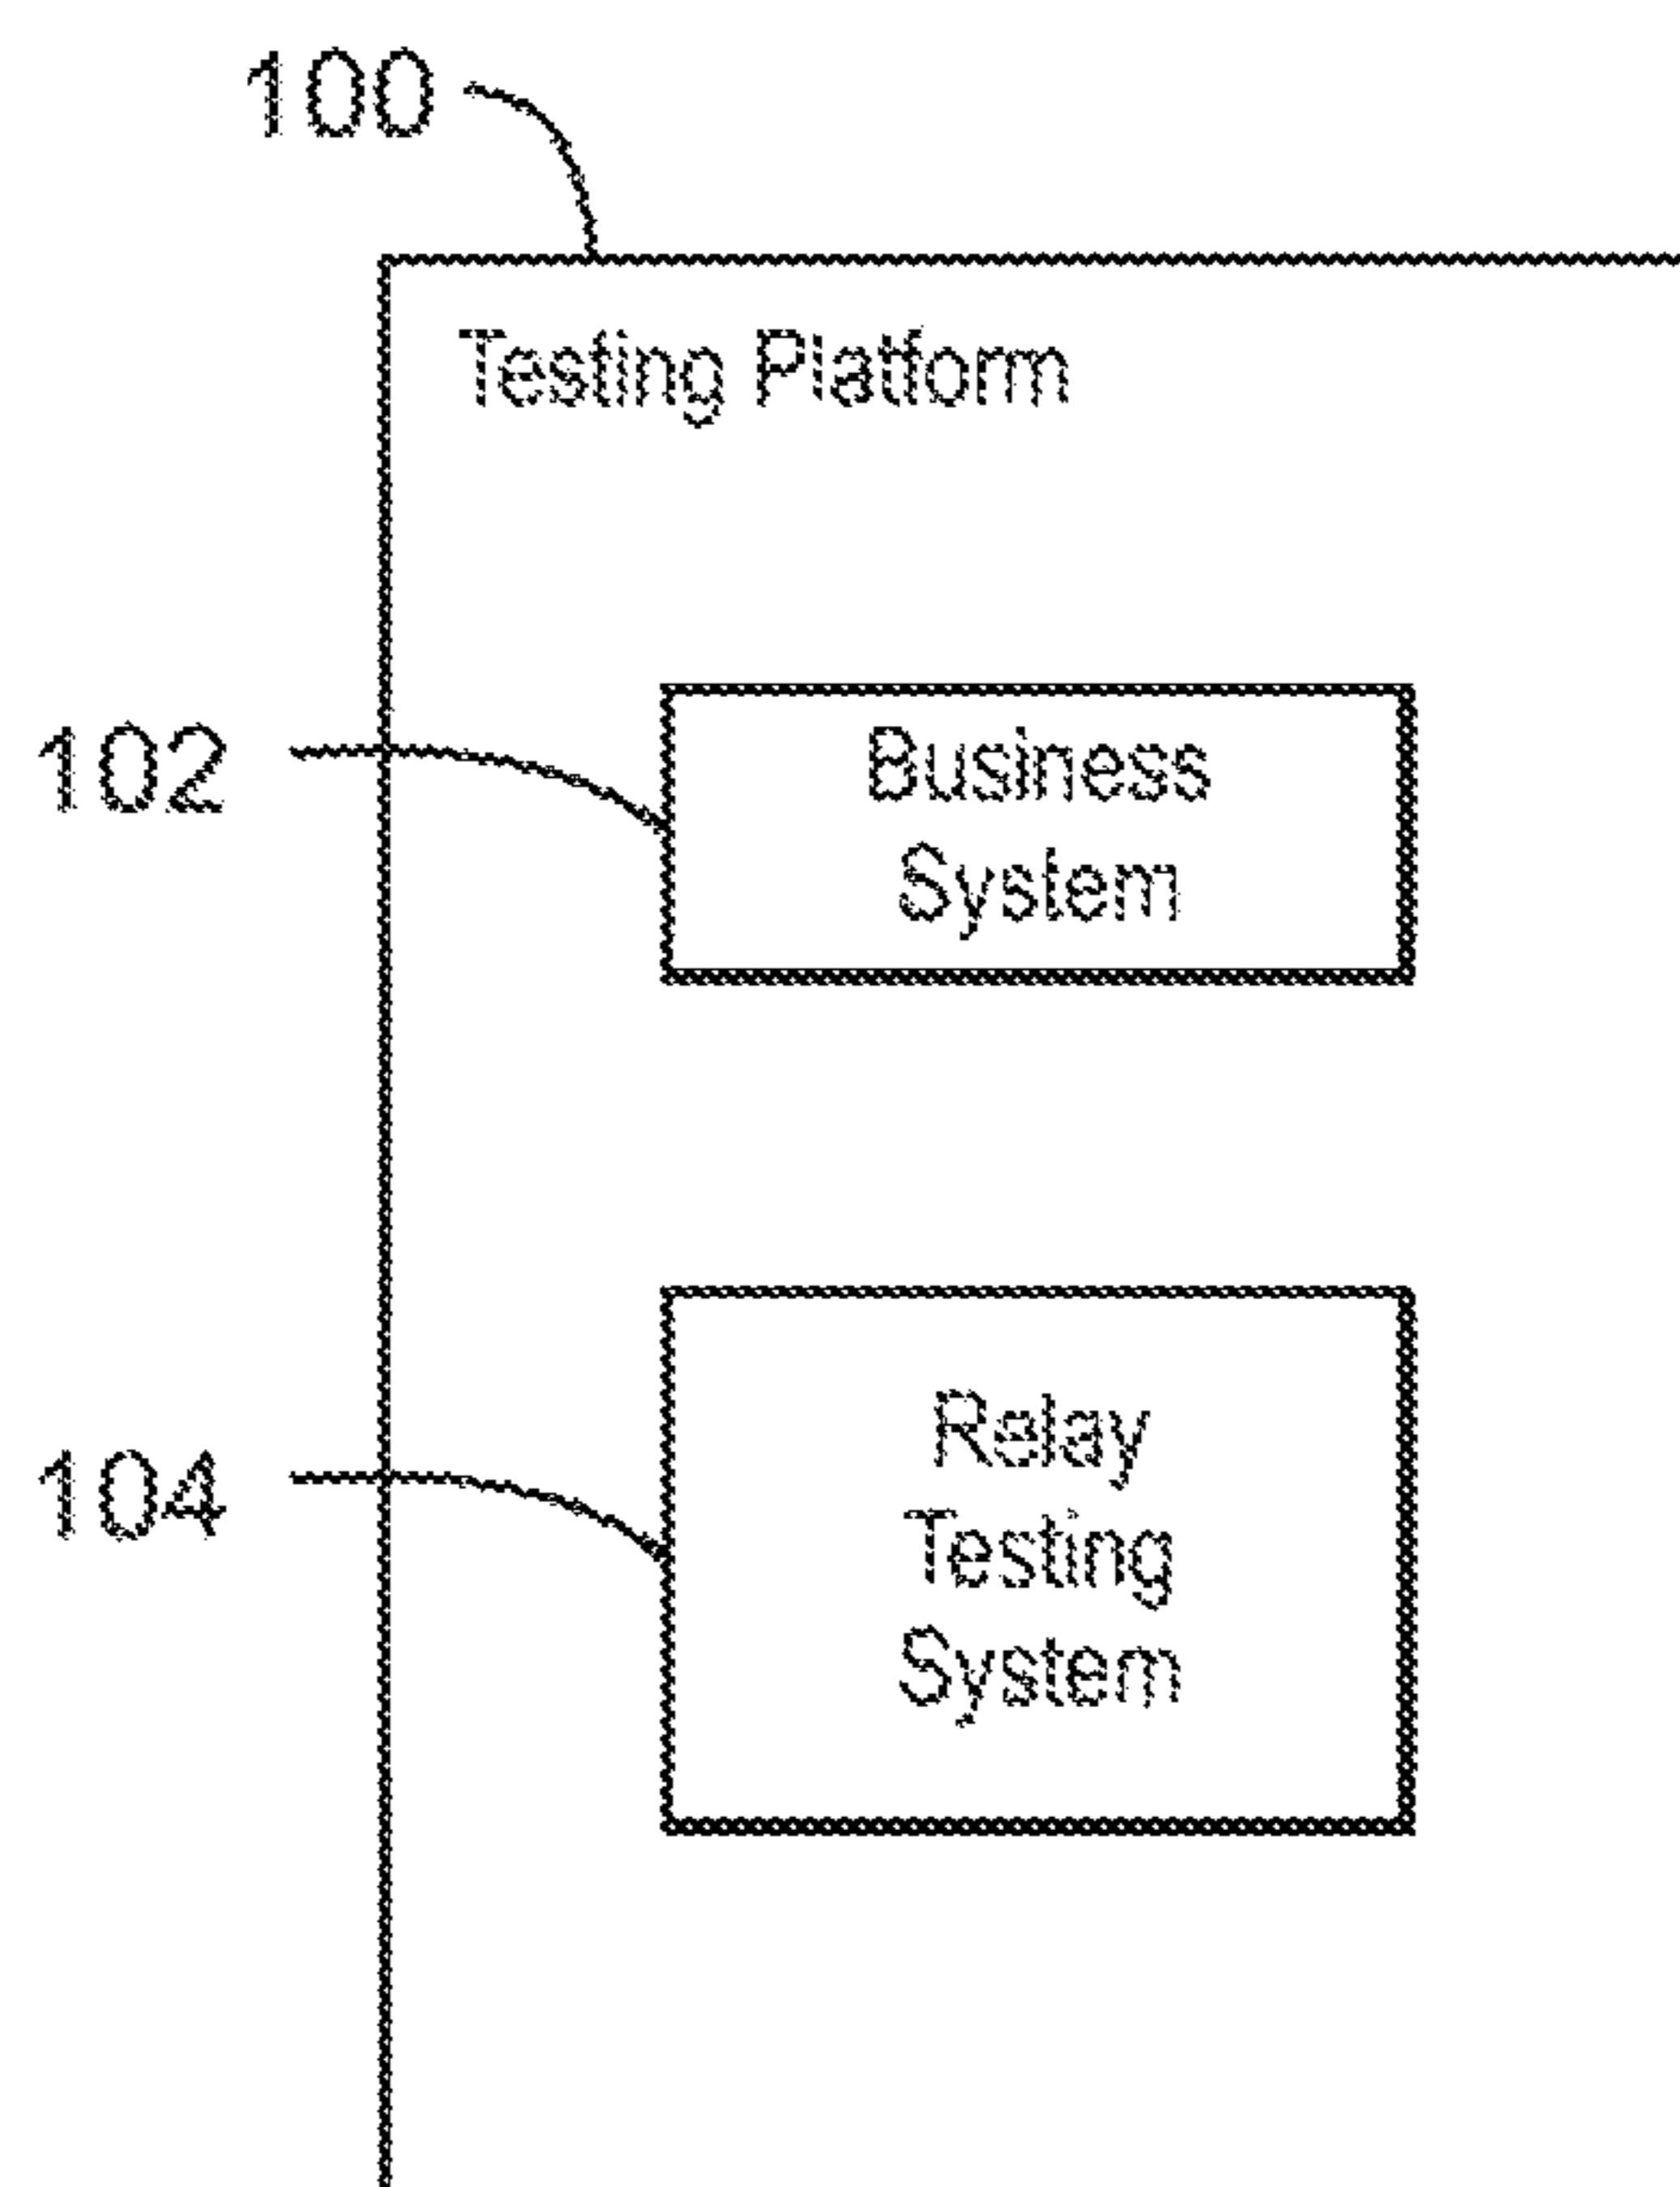 100
Testing Platform
102
Business
System
104
Relay
Testing
System